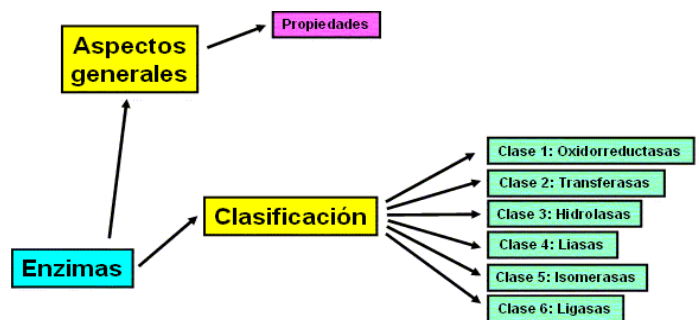 Propiedades
Aspectos
generales
Clase 1: Oxidorreductasas
Clase 2: Transferasas
Clasificación
Clase 3: Hidrolasas
Clase 4: Liasas
Enzimas
Clase 5: Isomerasas
Clase 6: Ligasas